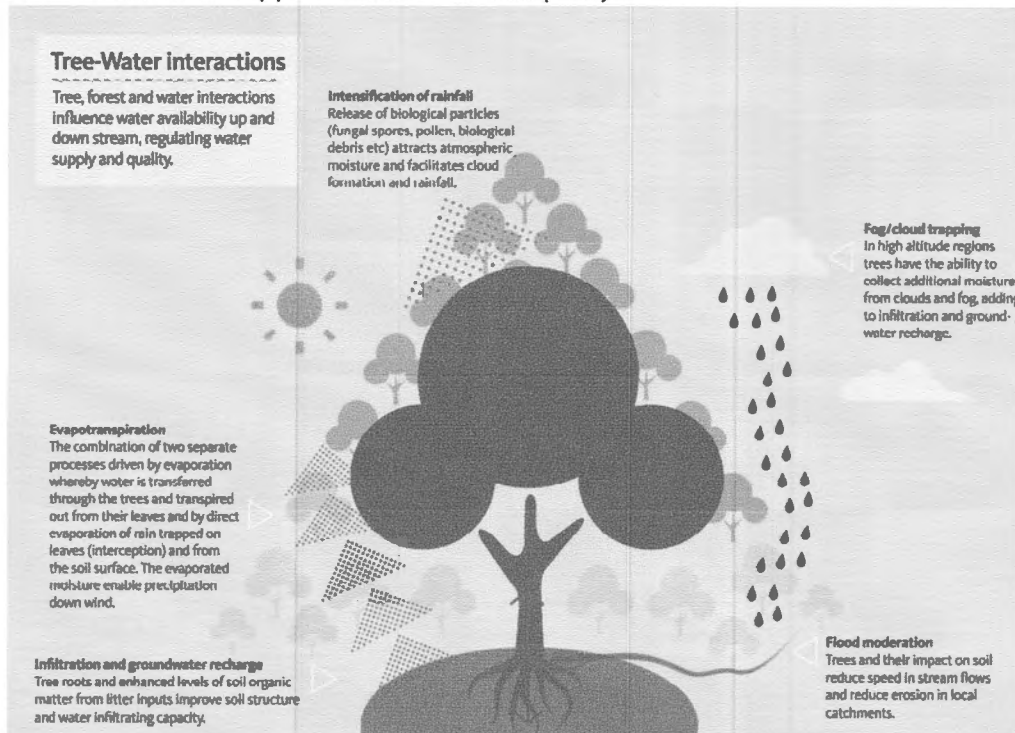 Tree-Water interactions
Tree, forest and water interactions
influence water availability up and
down stream, regulating water
supply and quality.
Intensification of rainfall
Release of biological particles
(fungal spores, pollen, biological
debris etc) attracts atmospheric
moisture and facilitates cloud
formation and rainfall.
Fog/cloud trapping
In high altitude regions
trees have the ability to
collect additional moisture
from clouds and fog, adding
to infiltration and ground-
water recharge.
Evapotranspiration
The combination of two separate
processes driven by evaporation
whereby water is transferred
through the trees and transpired
out from their leaves and by direct
evaporation of rain trapped on
leaves (interception) and from
the soil surface. The evaporated
moisture enable precipitation
down wind.
Infiltration and groundwater recharge
Tree roots and enhanced levels of soil organic
matter from litter inputs improve soil structure
and water infiltrating capacity.
Flood moderation
Trees and their impact on soil
reduce speed in stream flows
and reduce erosion in local
catchments.